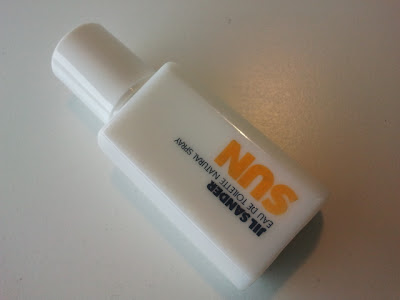 JIL SANDER
EAU DE TOILETTE NATURAL SPRAY
SUN